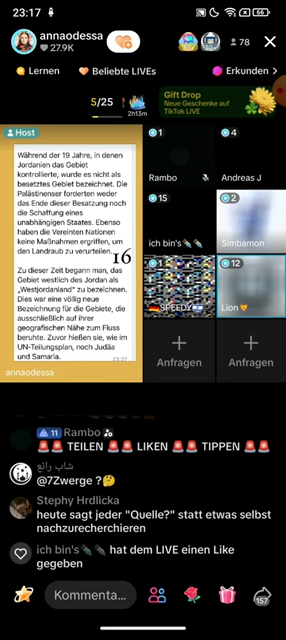 23:17
66
annaodessa
27.9K
78
Lernen
Beliebte LIVEs
Erkunden >
5/25
2h13m
Gift Drop
Neue Geschenke auf
TikTok LIVE
Host
Während der 19 Jahre, in denen
Jordanien das Gebiet
kontrollierte, wurde es nicht als
besetztes Gebiet bezeichnet. Die
Palästinenser forderten weder
das Ende dieser Besatzung noch
die Schaffung eines
unabhängigen Staates. Ebenso
haben die Vereinten Nationen
keine Maßnahmen ergriffen, um
den Landraub zu verurteilen.
16
Zu dieser Zeit begann man, das
Gebiet westlich des Jordan als
„Westjordanland" zu bezeichnen.
Dies war eine völlig neue
Bezeichnung für die Gebiete, die
ausschließlich auf ihrer
geografischen Nähe zum Fluss
beruhte. Zuvor hießen sie, wie im
UN-Teilungsplan, noch Judäa
und Samaria.
23:27
annaodessa
1
Rambo
4
Andreas J
15
ich bin's
2
Simbamon
1
SPEEDY
12
Lion
Anfragen
Anfragen
11 Rambo
TEILEN LIKEN TIPPEN
شاب رائع
@7Zwerge ?
Stephy Hrdlicka
heute sagt jeder "Quelle?" statt etwas selbst
nachzurecherchieren
ich bin's hat dem LIVE einen Like
gegeben
Kommenta...
157